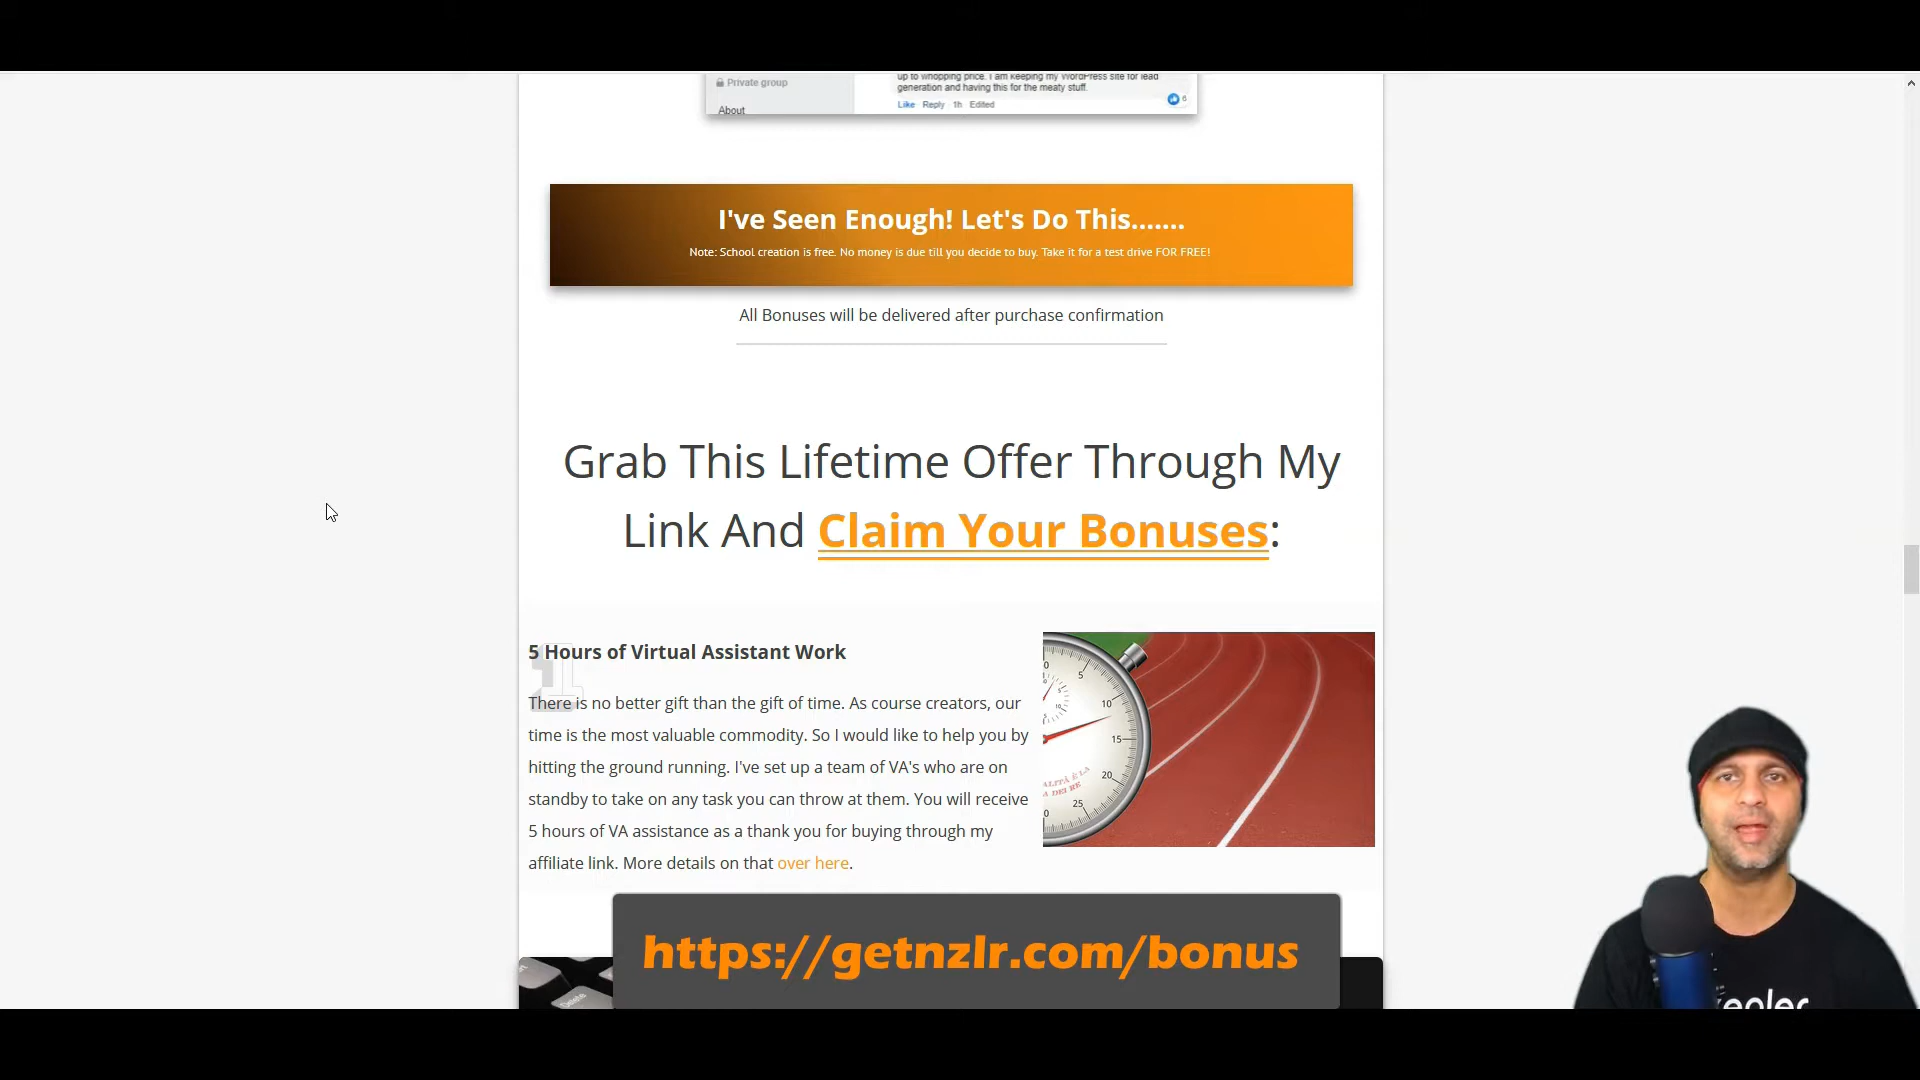 Private group
up to whopping price. I am keeping my WordPress site for lead
generation and having this for the meaty stuff.
Like Reply 1h Edited
6
About
I've Seen Enough! Let's Do This.......
Note: School creation is free. No money is due till you decide to buy. Take it for a test drive FOR FREE!
All Bonuses will be delivered after purchase confirmation
Grab This Lifetime Offer Through My
Link And Claim Your Bonuses:
1
5 Hours of Virtual Assistant Work
There is no better gift than the gift of time. As course creators, our
time is the most valuable commodity. So I would like to help you by
hitting the ground running. I've set up a team of VA's who are on
standby to take on any task you can throw at them. You will receive
5 hours of VA assistance as a thank you for buying through my
affiliate link. More details on that over here.
5
10
15
20
25
https://getnzlr.com/bonus
Delete